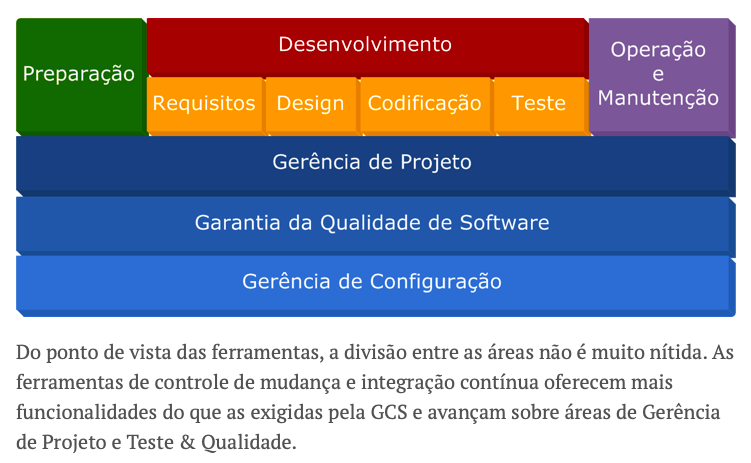 Desenvolvimento
Preparação
Operação
e
Manutenção
Requisitos
Design
Codificação
Teste
Gerência de Projeto
Garantia da Qualidade de Software
Gerência de Configuração
Do ponto de vista das ferramentas, a divisão entre as áreas não é muito nítida. As
ferramentas de controle de mudança e integração contínua oferecem mais
funcionalidades do que as exigidas pela GCS e avançam sobre áreas de Gerência
de Projeto e Teste & Qualidade.